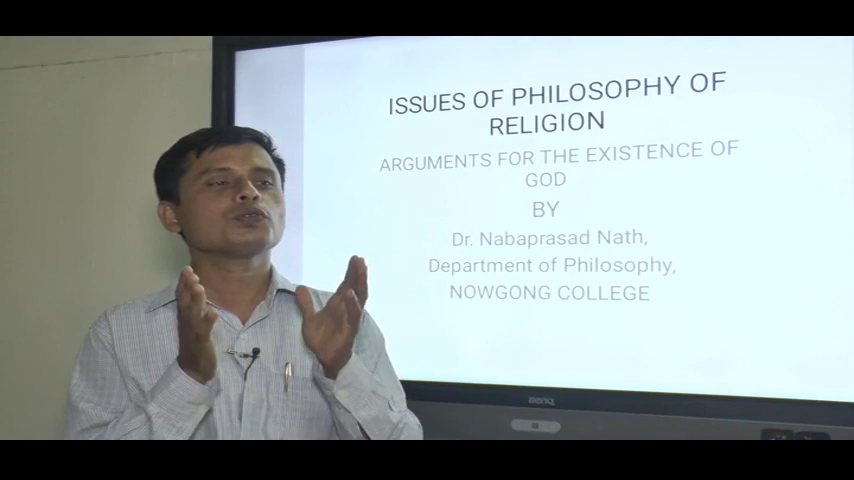 ISSUES OF PHILOSOPHY OF
RELIGION
ARGUMENTS FOR THE EXISTENCE OF
GOD
BY
Dr. Nabaprasad Nath,
Department of Philosophy,
NOWGONG COLLEGE
BenQ